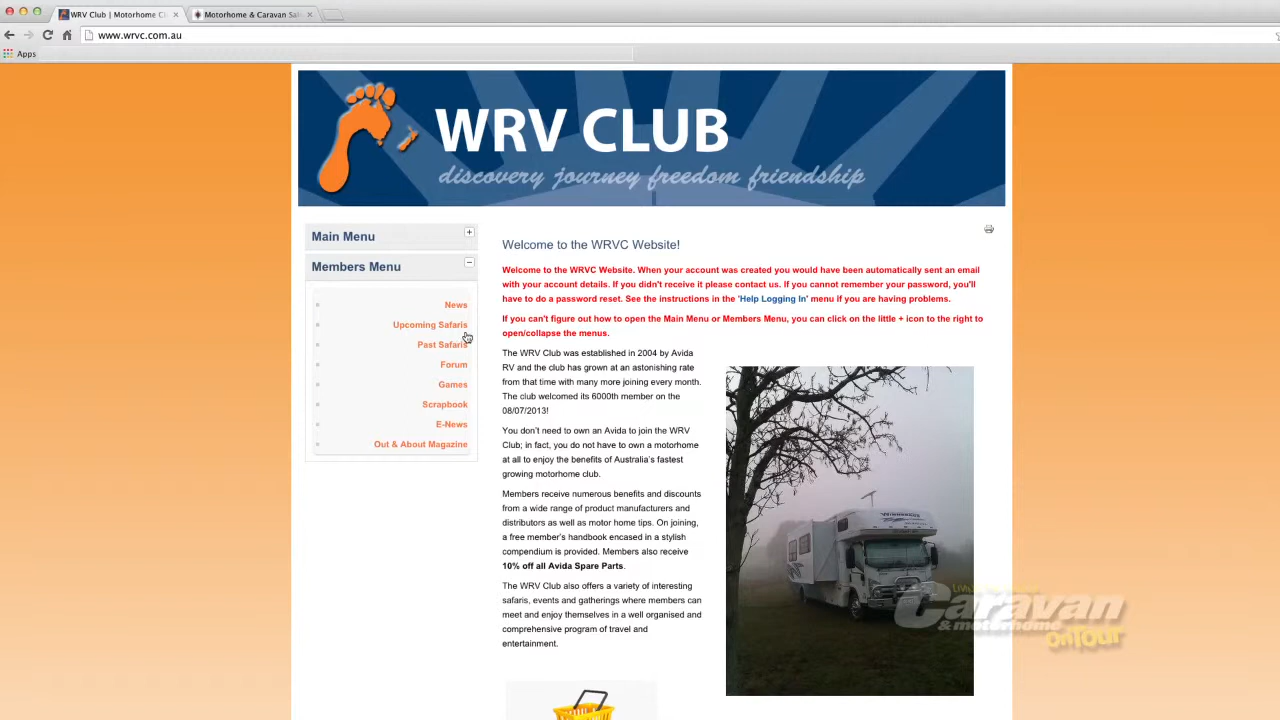 WRV Club | Motorhome Cl
Motorhome & Caravan Sal
www.wrvc.com.au
Apps
WRV CLUB
discovery journey freedom friendship
Main Menu
Members Menu
News
Upcoming Safaris
Past Safaris
Forum
Games
Scrapbook
E-News
Out & About Magazine
Welcome to the WRVC Website!
Welcome to the WRVC Website. When your account was created you would have been automatically sent an email
with your account details. If you didn't receive it please contact us. If you cannot remember your password, you'll
have to do a password reset. See the instructions in the 'Help Logging In' menu if you are having problems.
If you can't figure out how to open the Main Menu or Members Menu, you can click on the little + icon to the right to
open/collapse the menus.
The WRV Club was established in 2004 by Avida
RV and the club has grown at an astonishing rate
from that time with many more joining every month.
The club welcomed its 6000th member on the
08/07/2013!
You don't need to own an Avida to join the WRV
Club; in fact, you do not have to own a motorhome
at all to enjoy the benefits of Australia's fastest
growing motorhome club.
Members receive numerous benefits and discounts
from a wide range of product manufacturers and
distributors as well as motor home tips. On joining,
a free member's handbook encased in a stylish
compendium is provided. Members also receive
10% off all Avida Spare Parts.
The WRV Club also offers a variety of interesting
safaris, events and gatherings where members can
meet and enjoy themselves in a well organised and
comprehensive program of travel and
entertainment.
Caravan
& motorhome
onTour